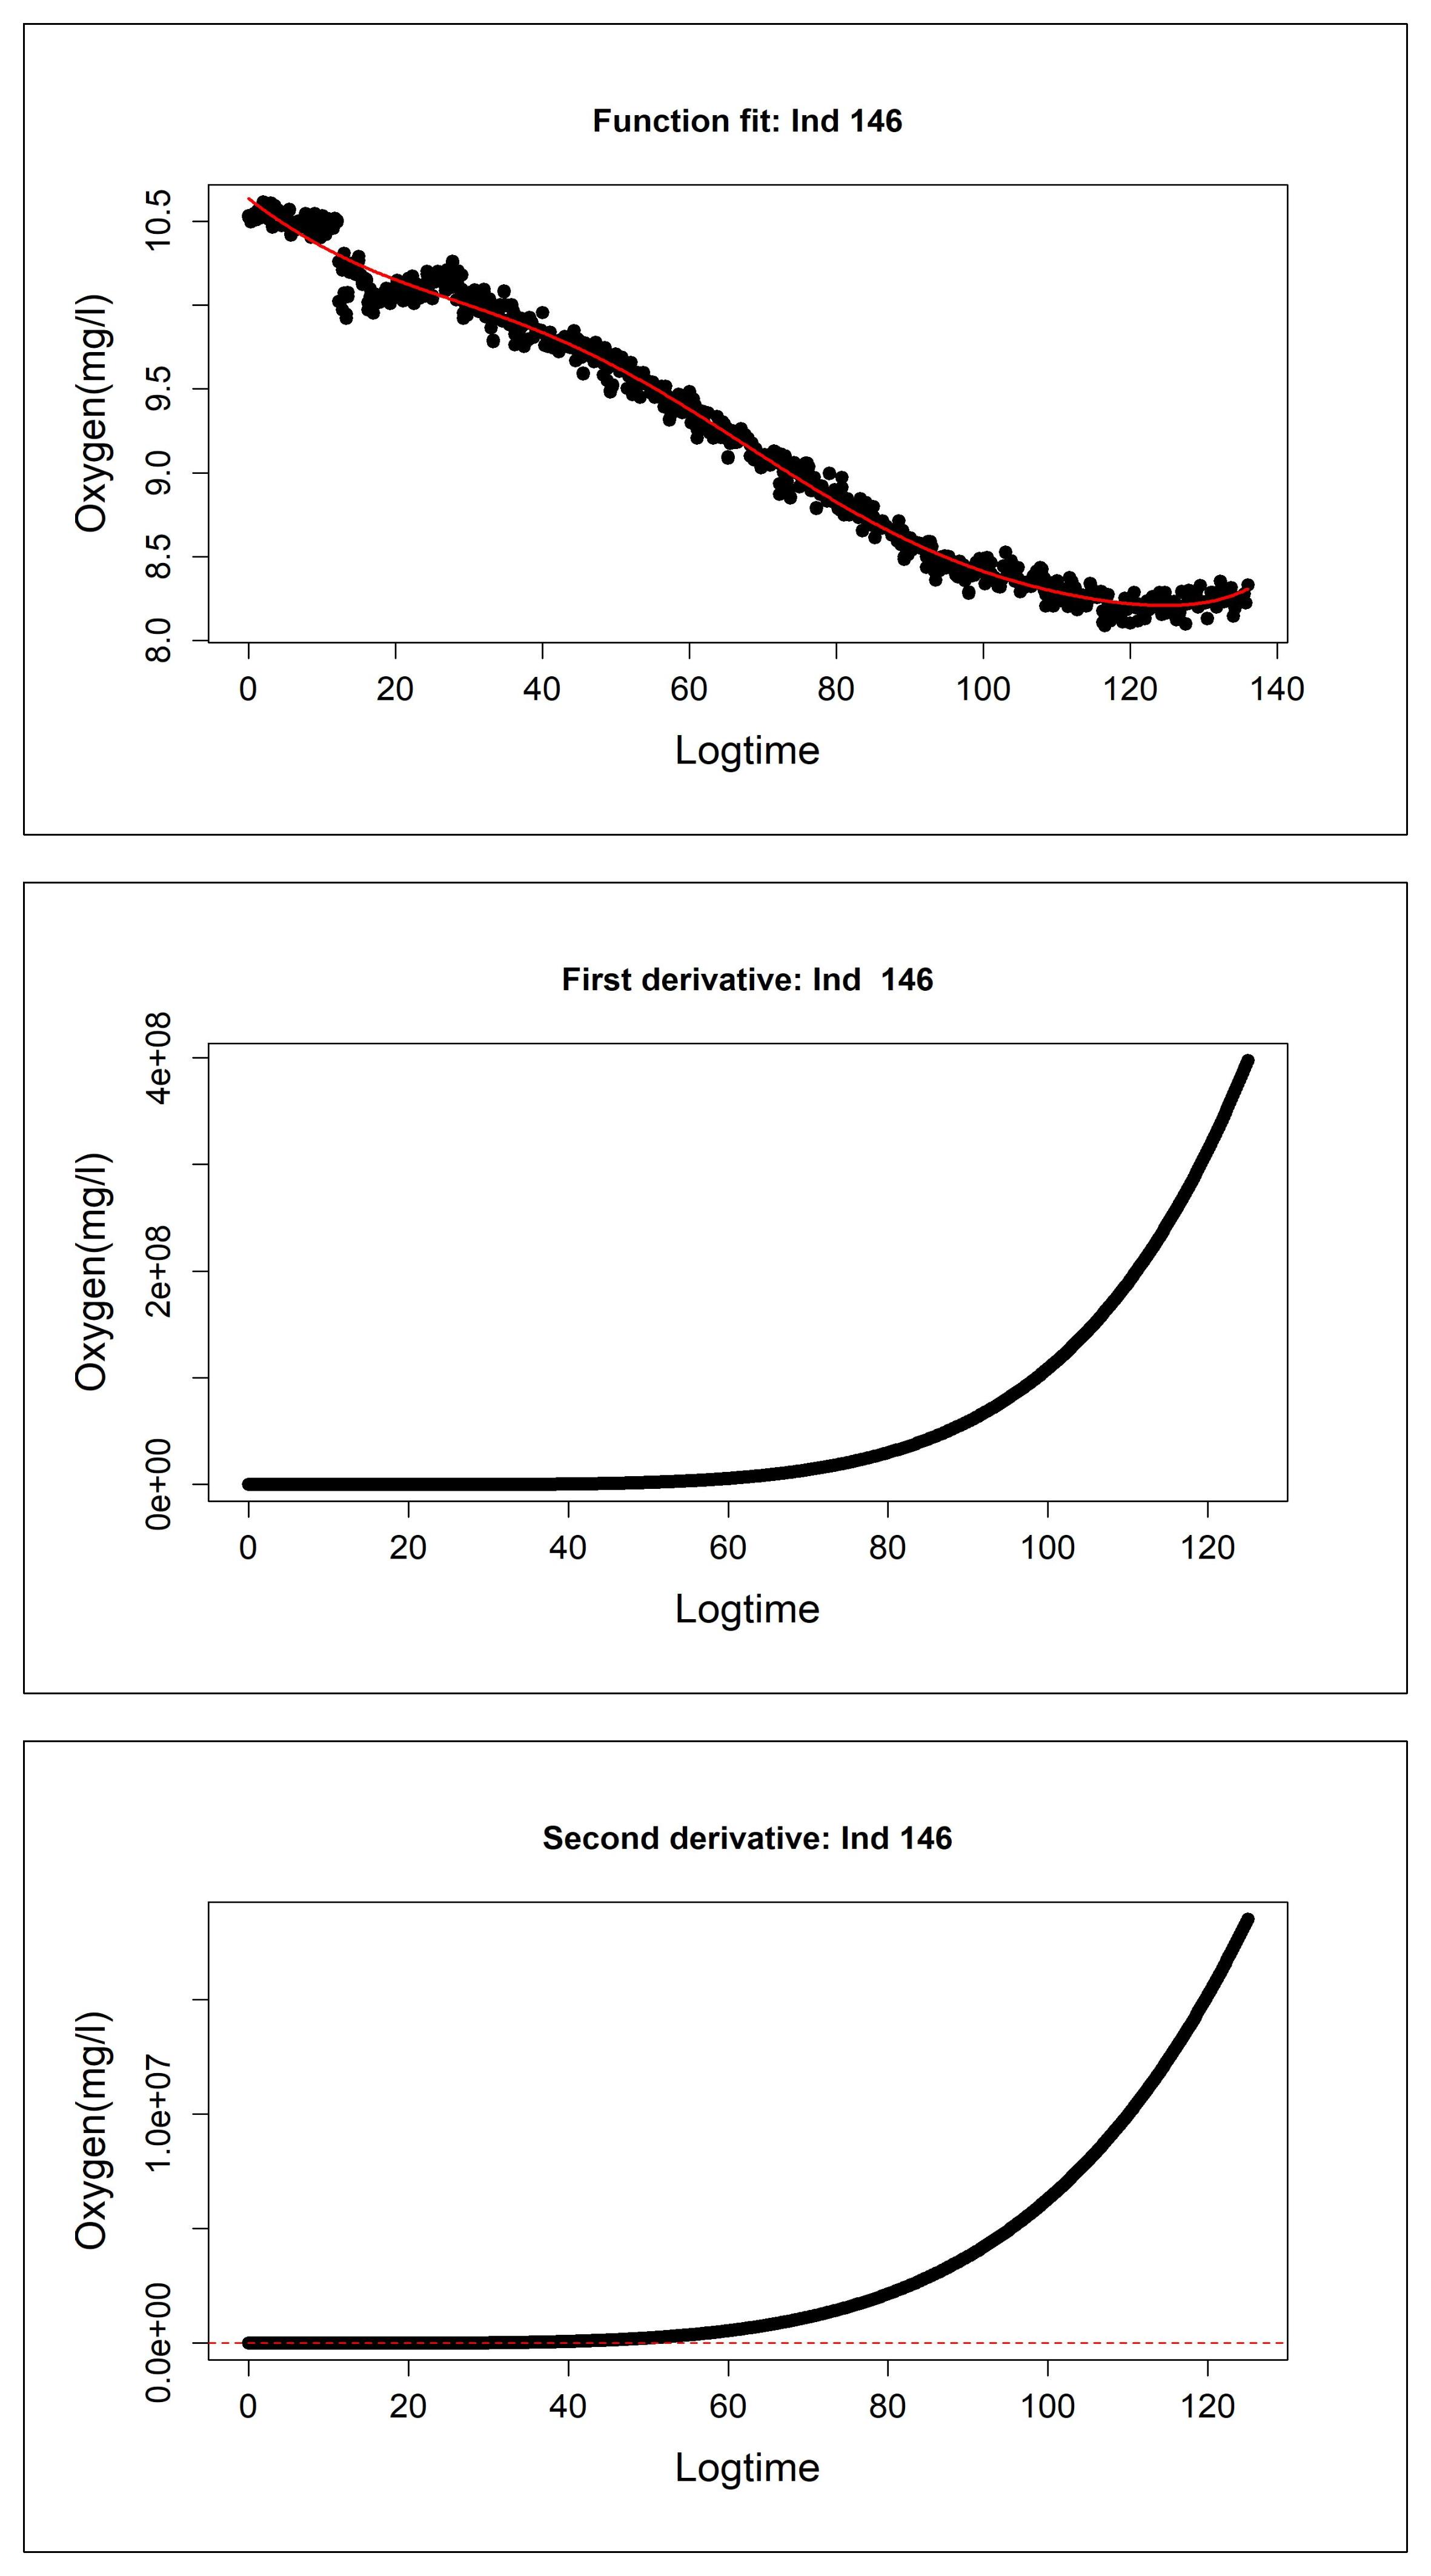 Function fit: Ind 146
Oxygen(mg/l)
10.5
9.5
9.0
8.5
8.0
0 20 40 60 80 100 120 140
Logtime
First derivative: Ind  146
Oxygen(mg/l)
4e+08
2e+08
0e+00
0 20 40 60 80 100 120
Logtime
Second derivative: Ind 146
Oxygen(mg/l)
1.0e+07
0.0e+00
0 20 40 60 80 100 120
Logtime